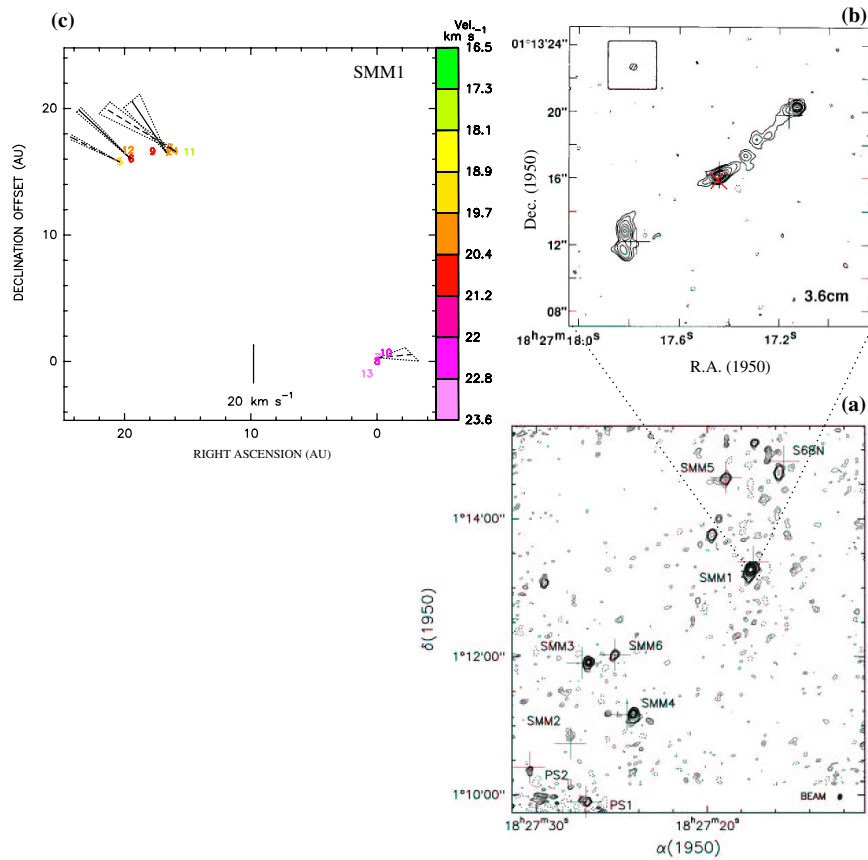 (c)
Vel.
km s⁻¹
SMM1
16.5
17.3
18.1
18.9
19.7
20.4
21.2
22
22.8
23.6
DECLINATION OFFSET (AU)
20
10
0
12
6
5
9
11
10
8
13
20 km s⁻¹
20
10
0
RIGHT ASCENSION (AU)
(b)
01°13'24"
20"
16"
12"
08"
Dec. (1950)
3.6cm
18ʰ27ᵐ18.0ˢ
17.6ˢ
17.2ˢ
R.A. (1950)
(a)
S68N
SMM5
1°14'00"
SMM1
δ(1950)
SMM3
SMM6
1°12'00"
SMM4
SMM2
PS2
1°10'00"
PS1
BEAM
18ʰ27ᵐ30ˢ
18ʰ27ᵐ20ˢ
α(1950)